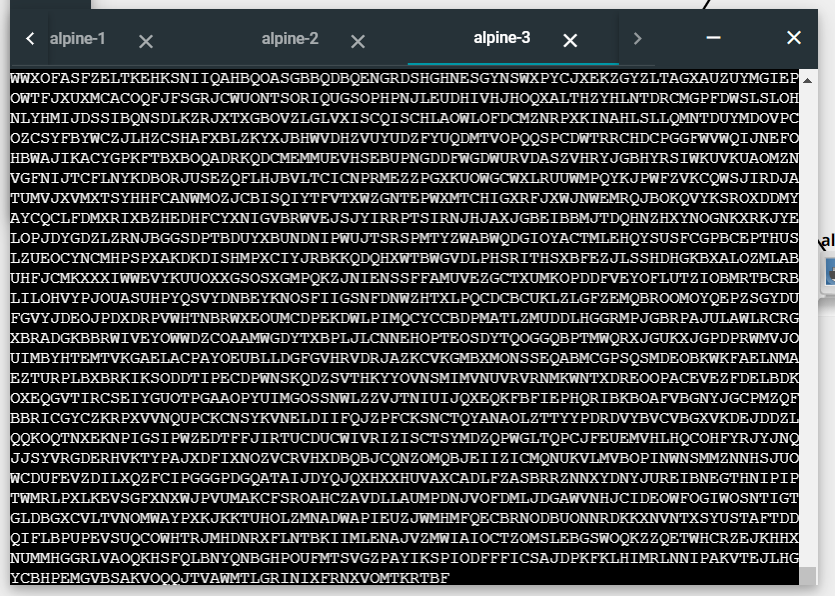 alpine-1
alpine-2
alpine-3
WWXOFASFZELTKEHKSNIIQAHBQOASGBBQDBQENGRDSHGHNESGYNSWXPYCJXEKZGYZLTAGXAUZUYMGIEP
OWTFJXUXMCACOQFJFSGRJCWUONTSORIQUGSOPHPNJLEUDHIVHJHOQXALTHZYHLNTDRCMGPFDWSLSLOH
NLYHMIJDSSIBQNSDLKZRJXTXGBOVZLGLVXISCQISCHLAOWLOFDCMZNRPXKINAHLSLLQMNTDUYMDOVPC
OZCSYFBYWCZJLHZCSHAFXBLZKYXJBHWVDHZVUYUDZFYUQDMTVOPQQSPCDWTRRCHDCPGGFWVWQIJNEFO
HBWAJIKACYGPKFTBXBOQADRKQDCMEMMUEVHSEBUPNGDDFWGDWURVDASZVHRYJGBHYRSIWKUVKUAOMZN
VGFNIJTCFLNYKDBORJUSEZQFLHJBVLTCICNPRMEZZPGXKUOWGCWXLRUUWMPQYKJPWFZVKCQWSJIRDJA
TUMVJXVMXTSYHHFCANWMOZJCBISQIYTFVTXWZGNTEPWXMTCHIGXRFJXWJNWEMRQJBOKQVYKSROXDDMY
AYCQCLFDMXRIXBZHEDHFCYXNIGVBRWVEJSJYIRRPTSIRNJHJAXJGBEIBBMJTDQHNZHXYNOGNKXRKJYE
LOPJDYGDZLZRNJBGGSDPTBDUYXBUNDNIPWUJTSRSPMTYZWABWQDGIOYACTMLEHQYSUSFCGPBCEPTHUS
LZUEOCYNCMHPSPXAKDKDISHMPXCIYJRBKKQDQHXWTBWGVDLPHSRITHSXBFEZJLSSHDHGKBXALOZMLAB
UHFJCMKXXXIWWEVYKUUOXXGSOSXGMPQKZJNIENSSFFAMUVEZGCTXUMKOPDDFVEYOFLUTZIOBMRTBCRB
LILOHVYPJOUASUHPYQSVYDNBEYKNOSFIIGSNFDNWZHTXLPQCDCBCUKLZLGFZEMQBROOMOYQEPZSGYDU
FGVYJDEOJPDXDRPVWHTNBRWXEOUMCDPEKDWLPIMQCYCCBDPMATLZMUDDLHGGRMPJGBRPAJULAWLRCRG
XBRADGKBBRWIVEYOWWDZCOAAMWGDYTXBPLJLCNNEHOPTEOSDYTQOGGQBPTMWQRXJGUKXJGPDPRWMVJO
UIMBYHTEMTVKGAELACPAYOEUBLLDGFGVHRVDRJAZKCVKGMBXMONSSEQABMCGPSQSMDEOBKWKFAELNMA
EZTURPLBXBRKIKSODDTIPECDPWNSKQDZSVTHKYYOVNSMIMVNUVRVRNMKWNTXDREOOPACEVEZFDELBDK
OXEQGVTIRCSEIYGUOTPGAAOPYUIMGOSSNWLZZVJTNIUIJQXEQKFBFIEPHQRIBKBOAFVBGNYJGCPMZQF
BBRICGYCZKRPXVVNQUPCKCNSYKVNELDIIFQJZPFCKSNCTQYANAOLZTTYYPDRDVYBVCVBGXVKDEJDDZL
QQKOQTNXEKNPIGSIPWZEDTFFJIRTUCDUCWIVRIZISCTSYMDZQPWGLTQPCJFEUEMVHLHQCOHFYRJYJNQ
JJSYVRGDERHVKTYPAJXDFIXNOZVCRVHXDBQBJCQNZOMQBJEIIZICMQNUKVLMVBOPINWNSMMZNNHSJUO
WCDUFEVZDILXQZFCIPGGGPDGQATAIJDYQJQXHXXHUVAXCADLFZASBRRZNNXYDNYJUREIBNEGTHNIPIP
TWMRLPXLKEVSGFXNXWJPVUMAKCFSROAHCZAVDLLAUMPDNJVOFDMLJDGAWVNHJCIDEOWFOGIWOSNTIGT
GLDBGXCVLTVNOMWAYPXKJKKTUHOLZMNADWAPIEUZJWMHMFQECBRNODBUONNRDKKXNVNTXSYUSTAFTDD
QIFLBPUPEVSUQCOWHTRJMHDNRXFLNTBKIIMLENAJVZMWIAIOCTZOMSLEBGSWOQKZZQETWHCRZEJKHHX
NUMMHGGRLVAOQKHSFQLBNYQNBGHPOUFMTSVGZPAYIKSPIODFFFICSAJDPKFKLHIMRLNNIPAKVTEJLHG
YCBHPEMGVBSAKVOQQJTVAWMTLGRINIXFRNXVOMTKRTBF